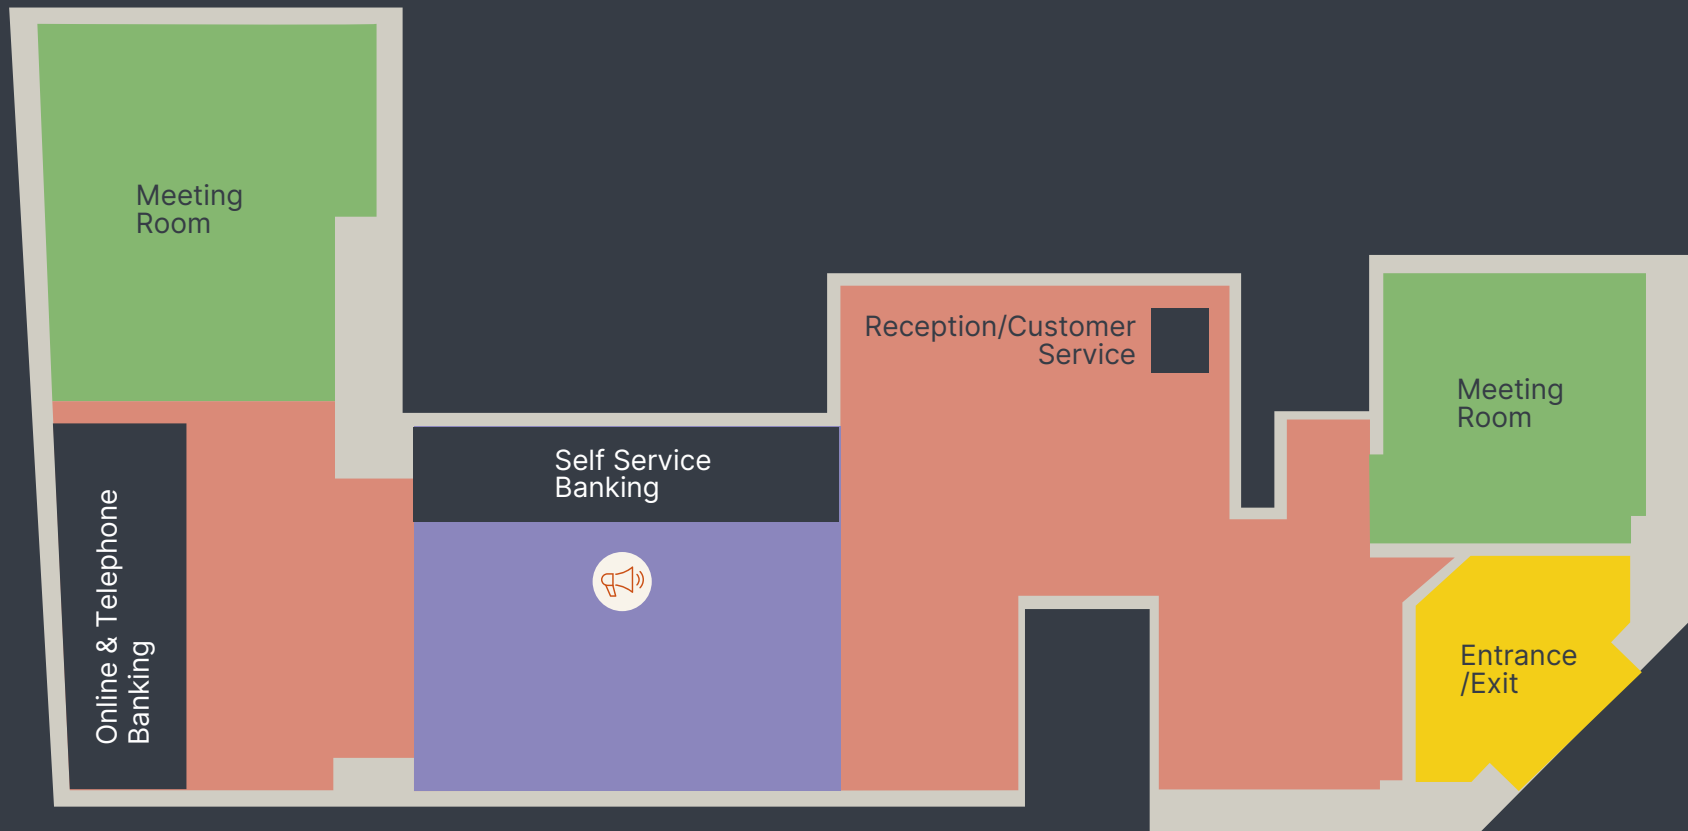 Meeting
Room
Reception/Customer
Service
Meeting
Room
Self Service
Banking
Online & Telephone
Banking
Entrance
/Exit